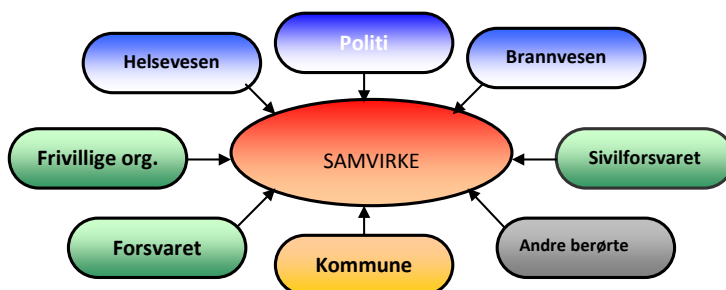 Politi
Helsevesen
Brannvesen
Frivillige org.
SAMVIRKE
Sivilforsvaret
Forsvaret
Kommune
Andre berørte